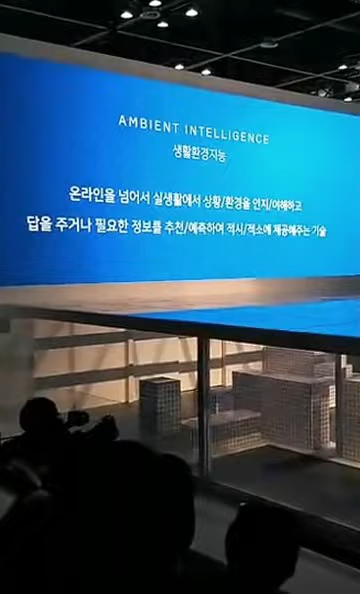 AMBIENT INTELLIGENCE
생활환경지능
온라인을 넘어서 실생활에서 상황/환경을 인지/이해하고
답을 주거나 필요한 정보를 추천/예측하여 적시/적소에 제공해주는 기술